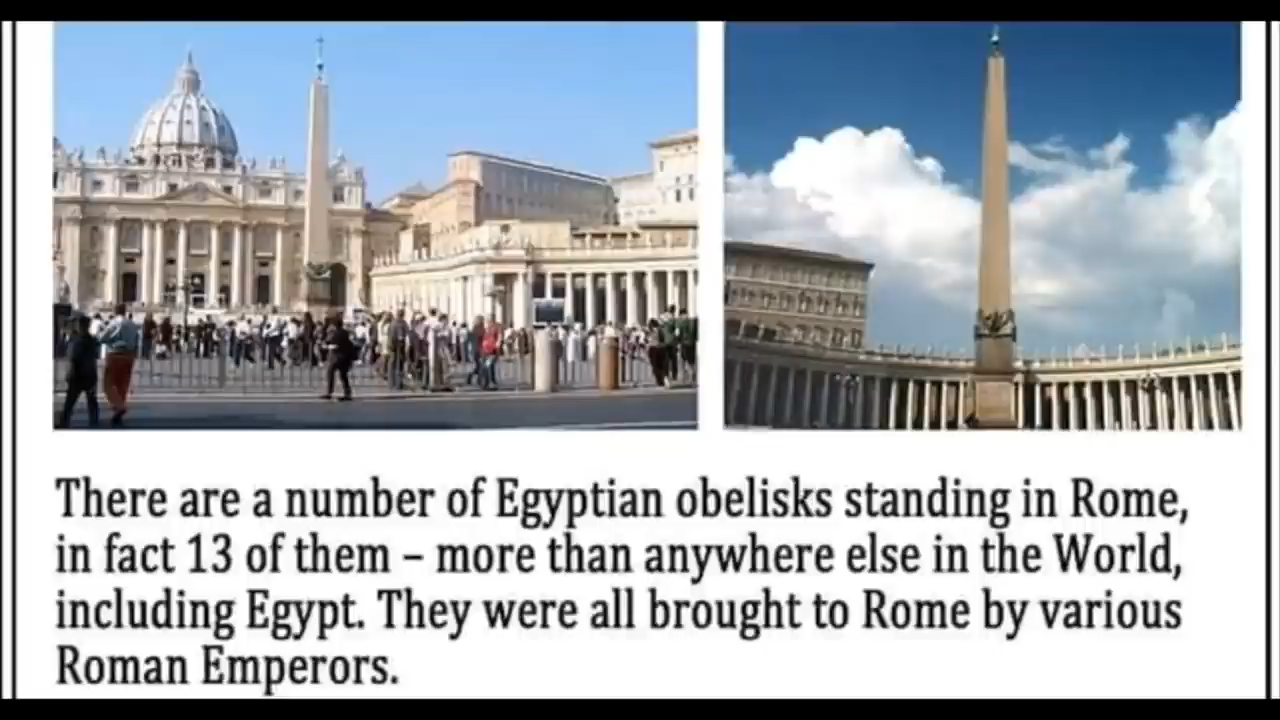 There are a number of Egyptian obelisks standing in Rome,
in fact 13 of them – more than anywhere else in the World,
including Egypt. They were all brought to Rome by various
Roman Emperors.